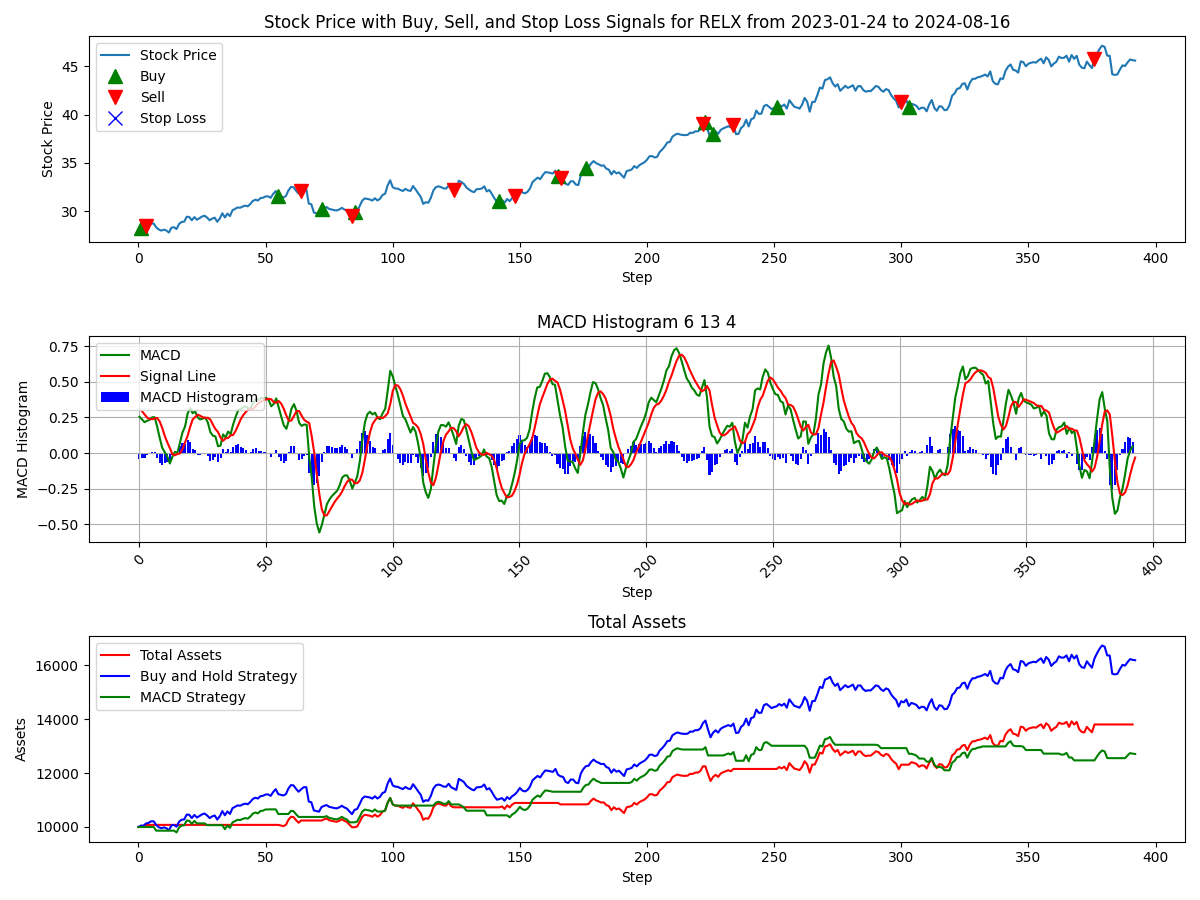 Stock Price with Buy, Sell, and Stop Loss Signals for RELX from 2023-01-24 to 2024-08-16
Stock Price
45
40
35
30
Stock Price
Buy
Sell
Stop Loss
0 50 100 150 200 250 300 350 400
Step
MACD Histogram 6 13 4
MACD Histogram
0.75
0.50
0.25
0.00
−0.25
−0.50
MACD
Signal Line
MACD Histogram
0 50 100 150 200 250 300 350 400
Step
Total Assets
Assets
16000
14000
12000
10000
Total Assets
Buy and Hold Strategy
MACD Strategy
0 50 100 150 200 250 300 350 400
Step